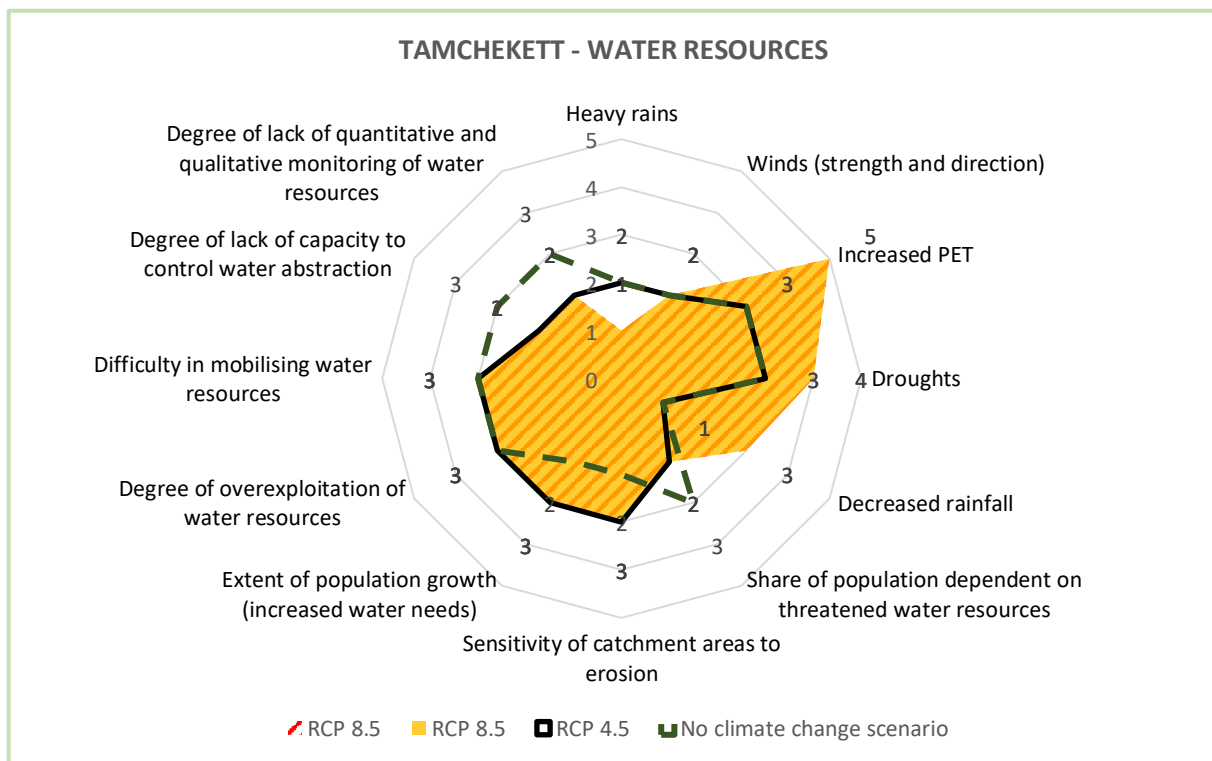 TAMCHEKETT - WATER RESOURCES
Heavy rains
Degree of lack of quantitative and
qualitative monitoring of water
resources
Winds (strength and direction)
Degree of lack of capacity to
control water abstraction
Increased PET
Difficulty in mobilising water
resources
Droughts
Degree of overexploitation of
water resources
Decreased rainfall
Extent of population growth
(increased water needs)
Share of population dependent on
threatened water resources
Sensitivity of catchment areas to
erosion
5
4
3
2
1
0
2
1
2
5
3
3
4
1
3
2
3
2
3
2
3
3
3
2
3
2
3
RCP 8.5
RCP 8.5
RCP 4.5
No climate change scenario